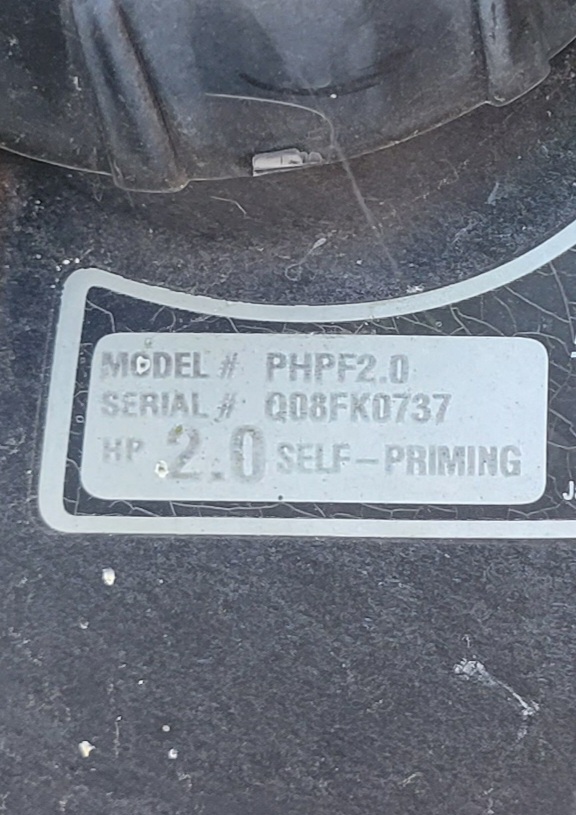 MODEL # PHPF2.0
SERIAL # Q08FK0737
HP 2.0 SELF-PRIMING